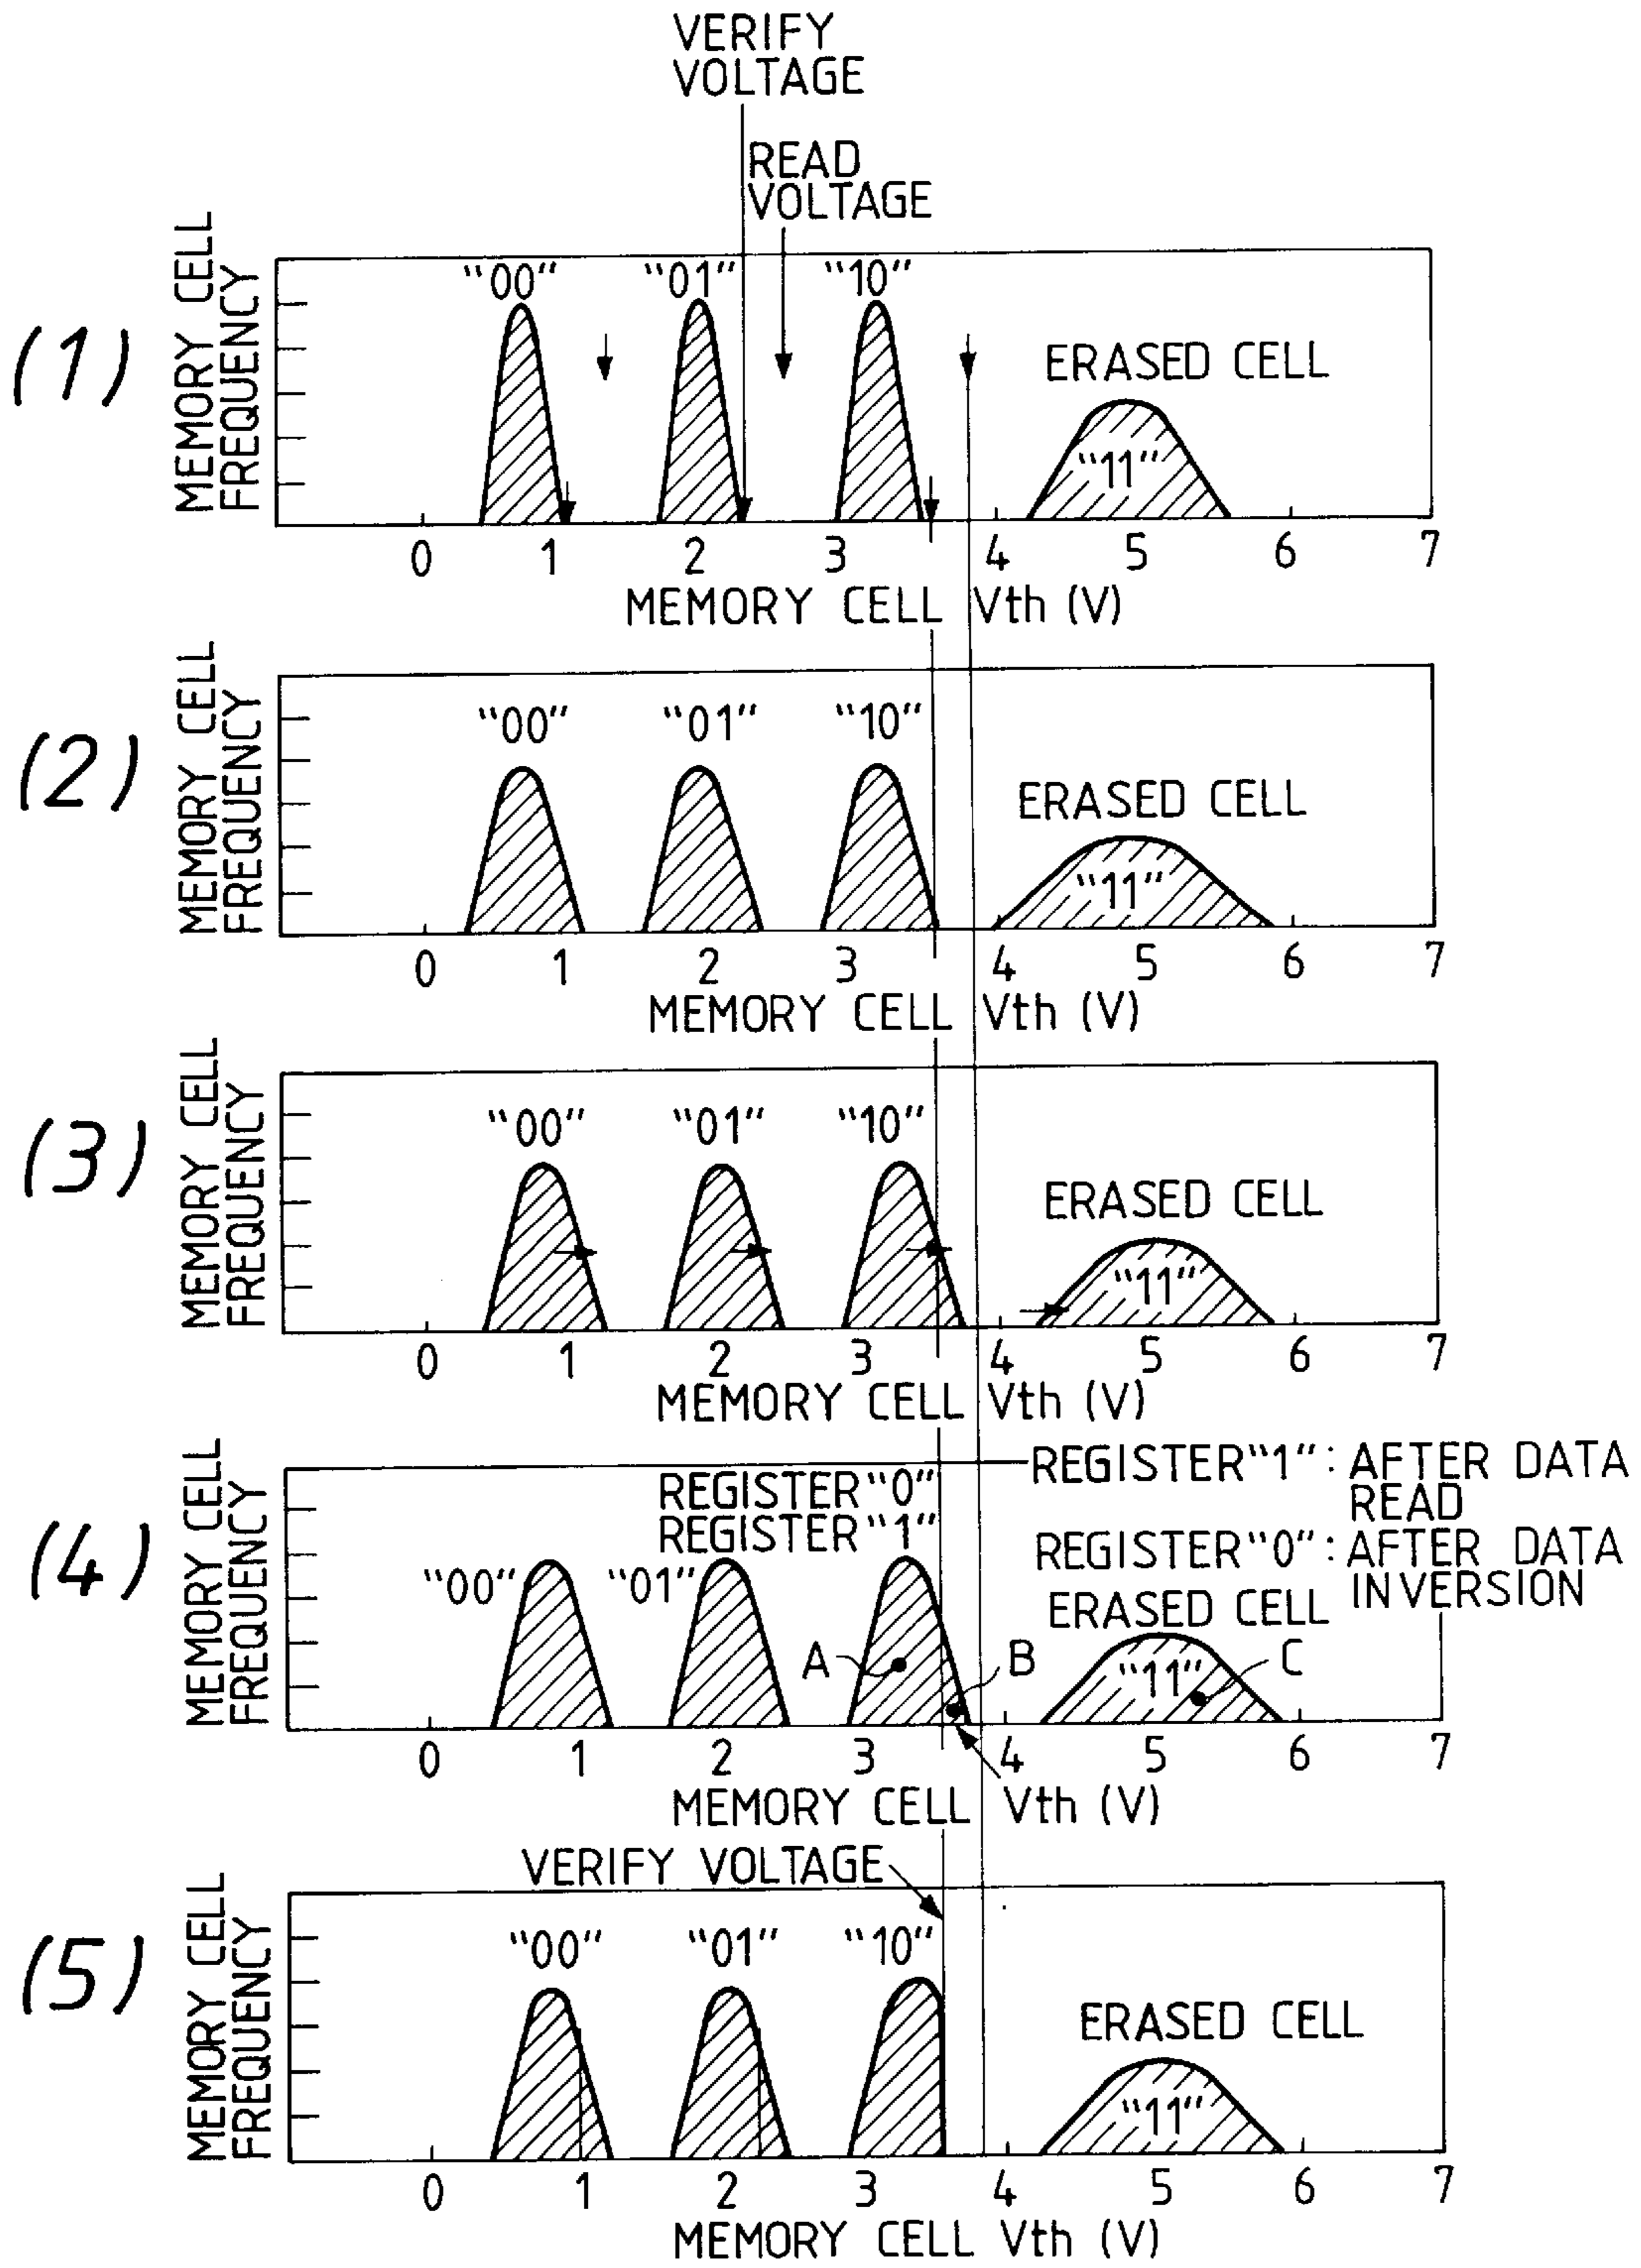 VERIFY
VOLTAGE
READ
VOLTAGE
(1)
MEMORY CELL
FREQUENCY
"00" "01" "10"
ERASED CELL
"11"
0 1 2 3 4 5 6 7
MEMORY CELL Vth (V)
(2)
MEMORY CELL
FREQUENCY
"00" "01" "10"
ERASED CELL
"11"
0 1 2 3 4 5 6 7
MEMORY CELL Vth (V)
(3)
MEMORY CELL
FREQUENCY
"00" "01" "10"
ERASED CELL
"11"
0 1 2 3 4 5 6 7
MEMORY CELL Vth (V)
(4)
MEMORY CELL
FREQUENCY
REGISTER "0"
REGISTER "1"
REGISTER "1" : AFTER DATA
READ
REGISTER "0" : AFTER DATA
INVERSION
"00" "01"
ERASED CELL
A B "11" C
0 1 2 3 4 5 6 7
MEMORY CELL Vth (V)
VERIFY VOLTAGE
(5)
MEMORY CELL
FREQUENCY
"00" "01" "10"
ERASED CELL
"11"
0 1 2 3 4 5 6 7
MEMORY CELL Vth (V)